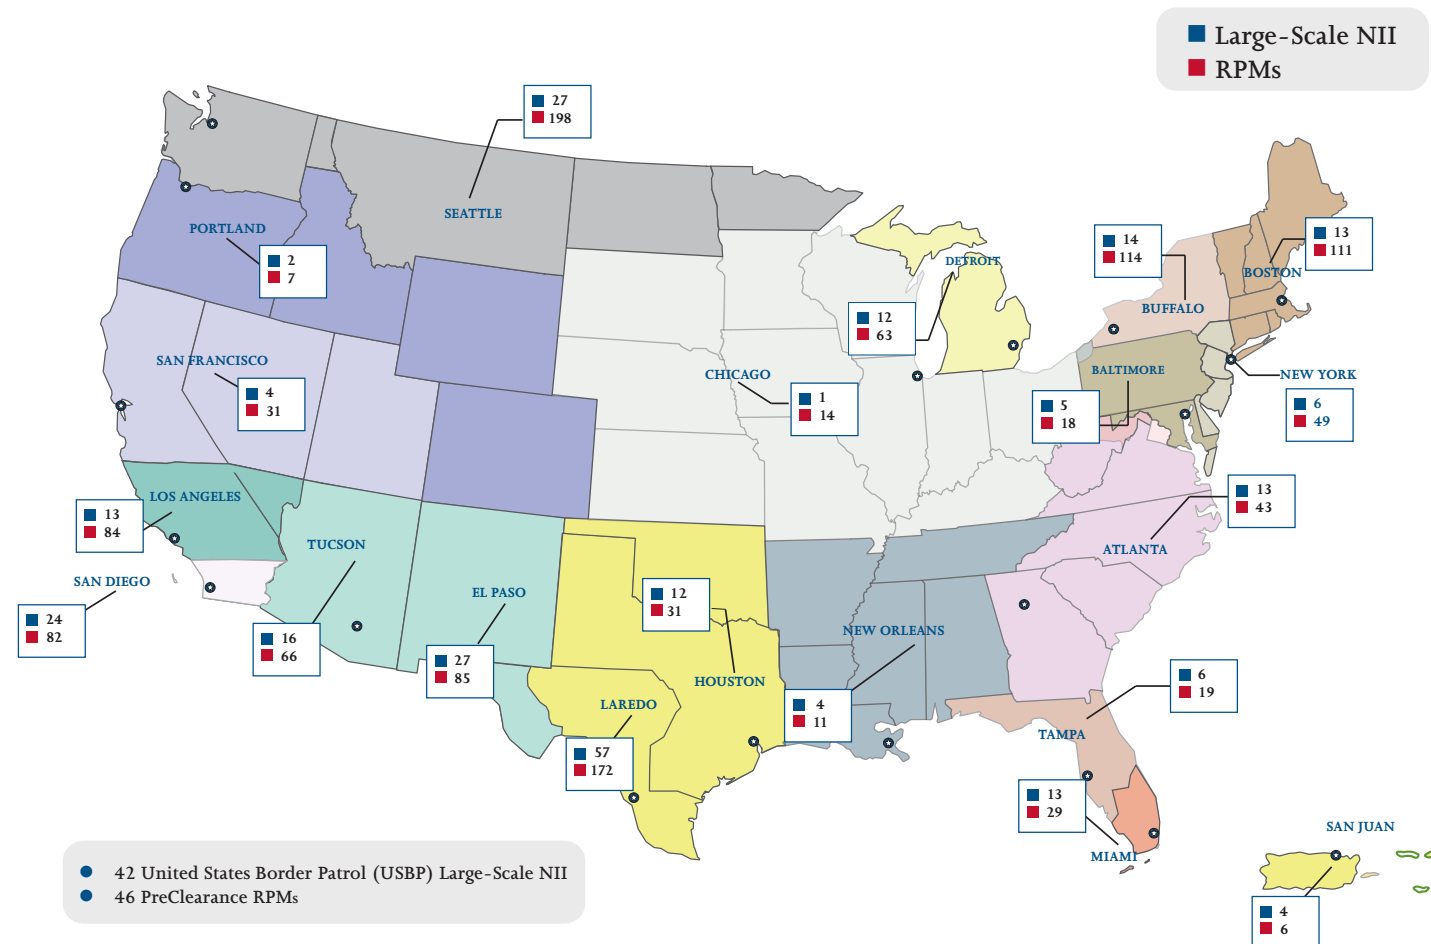 Large-Scale NII
RPMs
27
198
SEATTLE
PORTLAND
2
7
14
114
BUFFALO
13
111
BOSTON
DETROIT
12
63
SAN FRANCISCO
4
31
CHICAGO
1
14
BALTIMORE
5
18
NEW YORK
6
49
LOS ANGELES
13
84
TUCSON
16
66
SAN DIEGO
24
82
EL PASO
27
85
12
31
HOUSTON
LAREDO
57
172
NEW ORLEANS
4
11
13
43
ATLANTA
6
19
TAMPA
13
29
MIAMI
SAN JUAN
4
6
42 United States Border Patrol (USBP) Large-Scale NII
46 PreClearance RPMs